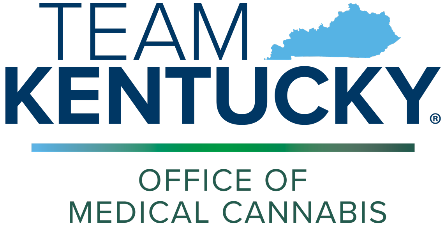 TEAM
KENTUCKY®
OFFICE OF
MEDICAL CANNABIS